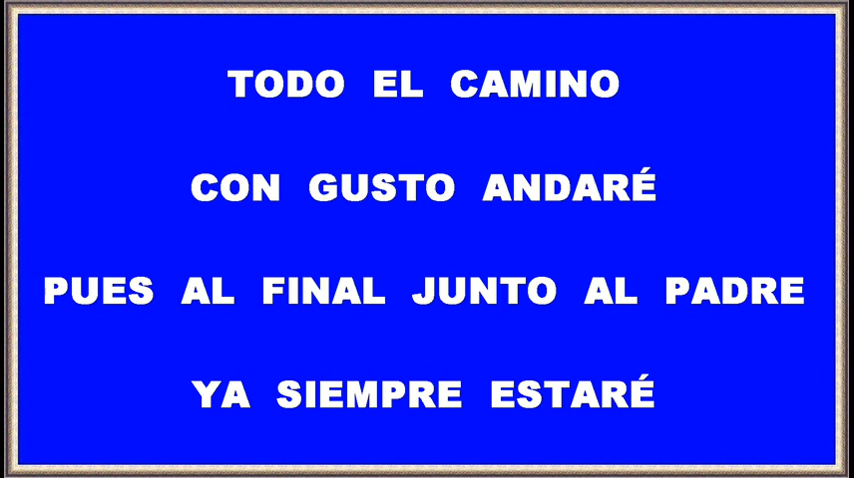 TODO EL CAMINO
CON GUSTO ANDARÉ
PUES AL FINAL JUNTO AL PADRE
YA SIEMPRE ESTARÉ